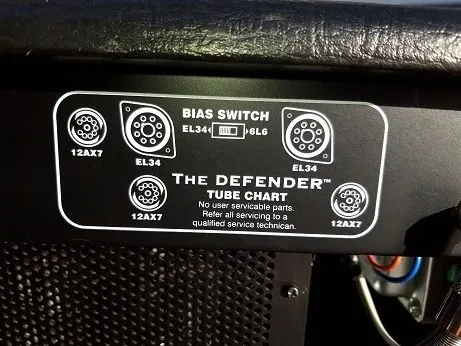 BIAS SWITCH
EL34 6L6
12AX7
EL34
EL34
THE DEFENDER™
TUBE CHART
12AX7
No user servicable parts.
Refer all servicing to a
qualified service technican.
12AX7